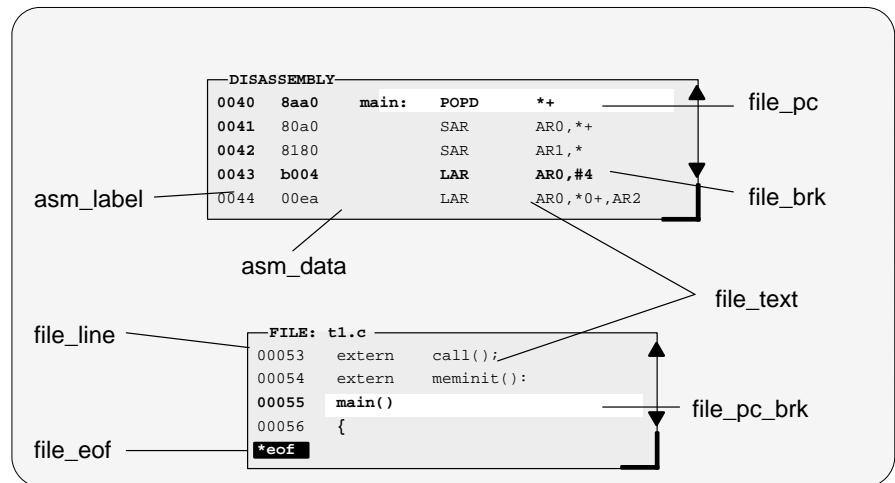 DISASSEMBLY
0040 8aa0 main: POPD *+
file_pc
0041 80a0 SAR AR0,*+
0042 8180 SAR AR1,*
0043 b004 LAR AR0,#4
file_brk
asm_label
0044 00ea LAR AR0,*0+,AR2
asm_data
file_text
file_line
FILE: t1.c
00053 extern call();
00054 extern meminit():
00055 main()
file_pc_brk
00056 {
file_eof
*eof